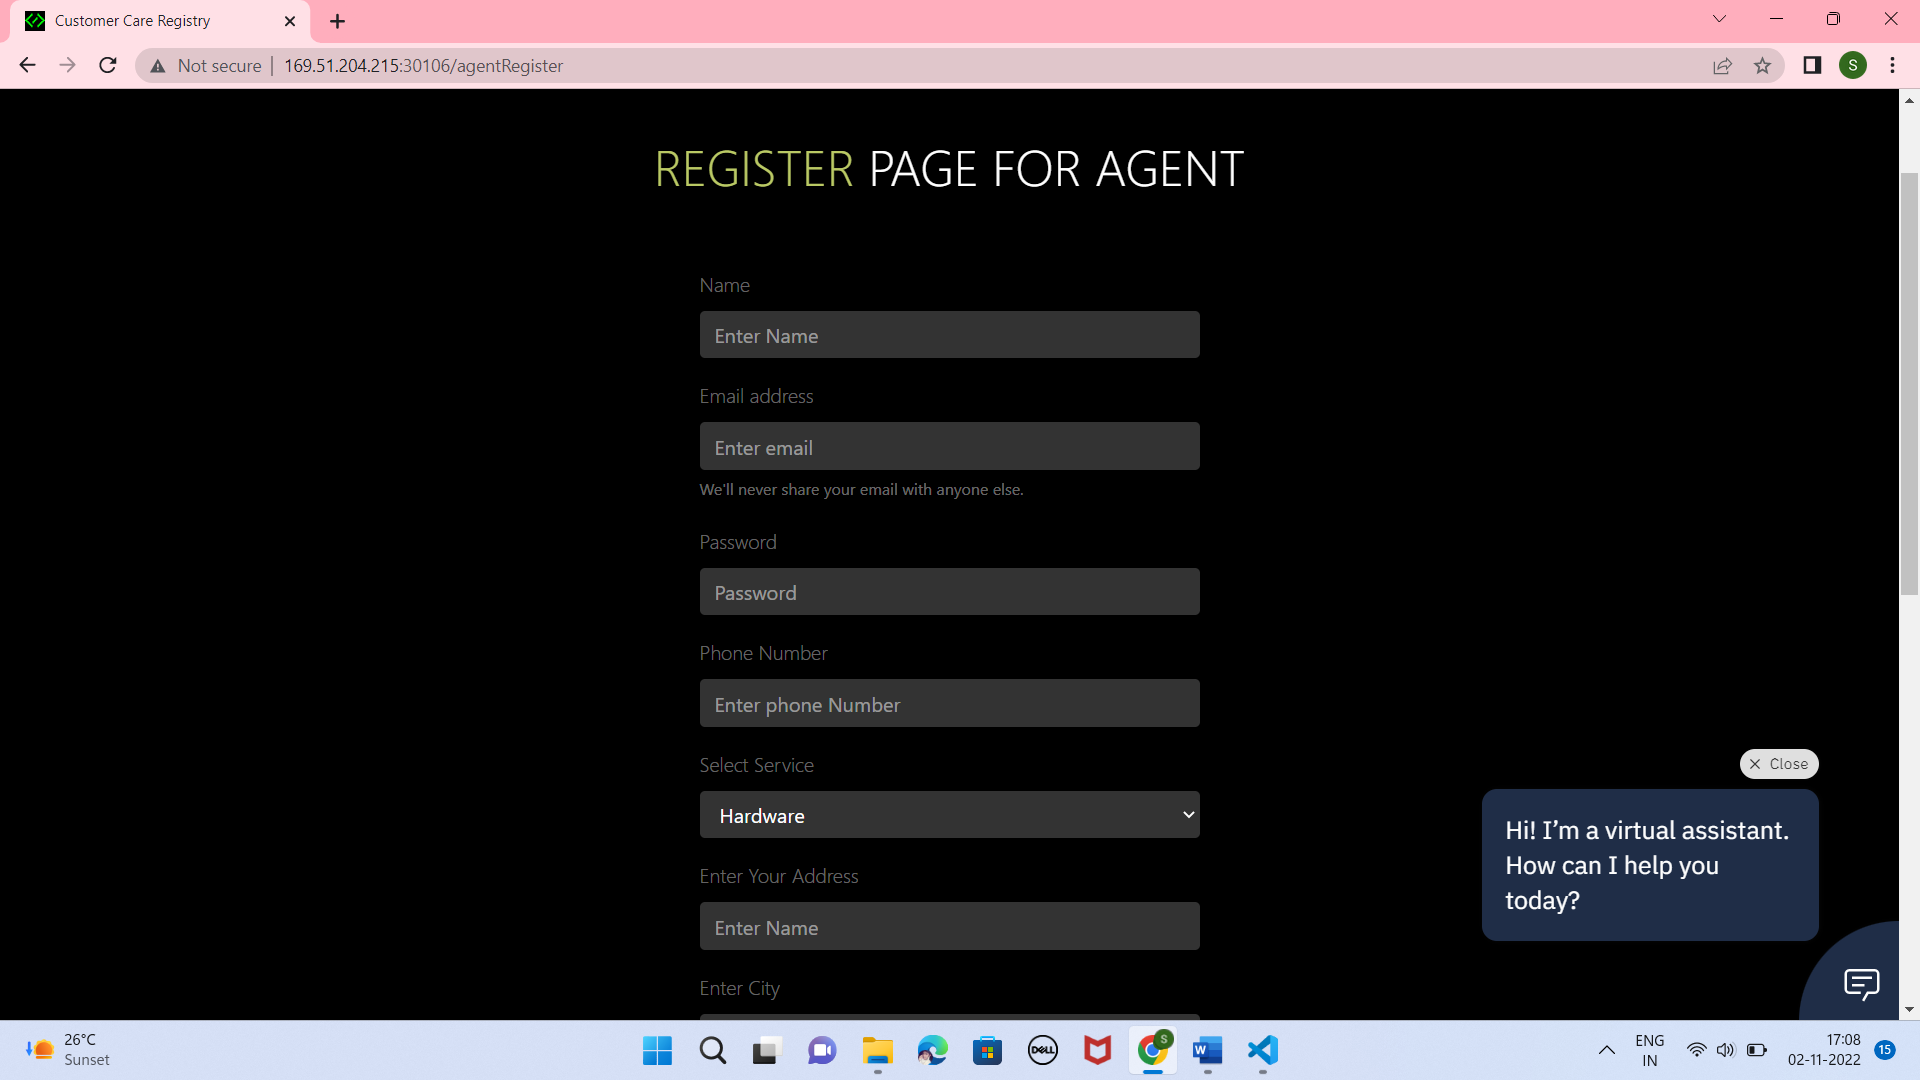 Customer Care Registry
Not secure
169.51.204.215:30106/agentRegister
S
REGISTER PAGE FOR AGENT
Name
Enter Name
Email address
Enter email
We'll never share your email with anyone else.
Password
Password
Phone Number
Enter phone Number
Select Service
Hardware
Enter Your Address
Enter Name
Enter City
Close
Hi! I'm a virtual assistant.
How can I help you
today?
26°C
Sunset
DELL
S
W
ENG
IN
17:08
02-11-2022
15